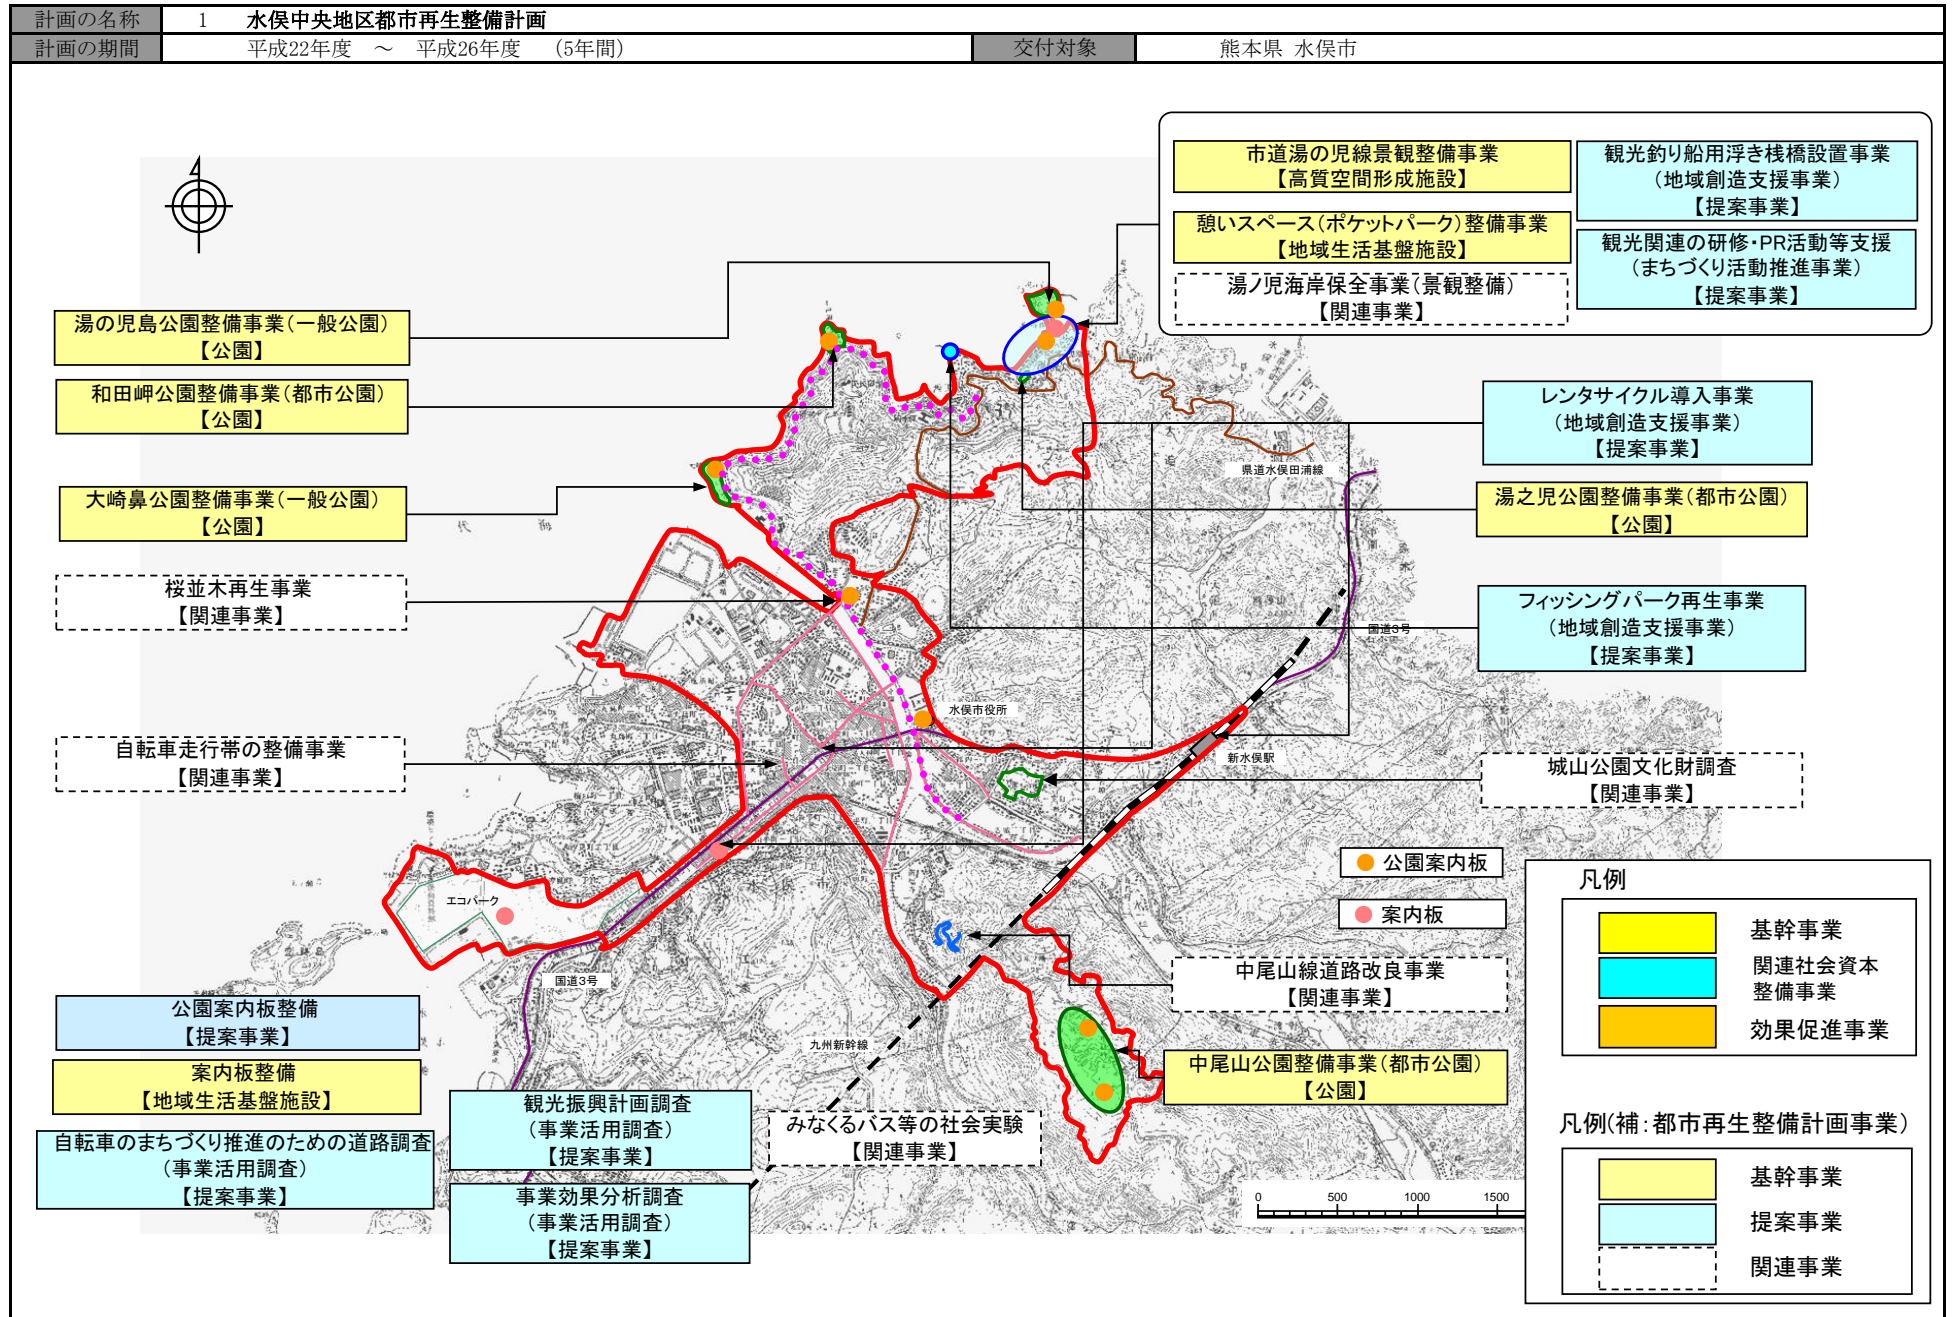 計画の名称 1 水俣中央地区都市再生整備計画
計画の期間 平成22年度 ～ 平成26年度 (5年間) 交付対象 熊本県 水俣市
市道湯の児線景観整備事業
【高質空間形成施設】
憩いスペース(ポケットパーク)整備事業
【地域生活基盤施設】
湯ノ児海岸保全事業(景観整備)
【関連事業】
観光釣り船用浮き桟橋設置事業
(地域創造支援事業)
【提案事業】
観光関連の研修・PR活動等支援
(まちづくり活動推進事業)
【提案事業】
湯の児島公園整備事業(一般公園)
【公園】
和田岬公園整備事業(都市公園)
【公園】
大崎鼻公園整備事業(一般公園)
【公園】
桜並木再生事業
【関連事業】
自転車走行帯の整備事業
【関連事業】
レンタサイクル導入事業
(地域創造支援事業)
【提案事業】
湯之児公園整備事業(都市公園)
【公園】
フィッシングパーク再生事業
(地域創造支援事業)
【提案事業】
城山公園文化財調査
【関連事業】
県道水俣田浦線
国道3号
水俣市役所
新水俣駅
エコパーク
国道3号
九州新幹線
公園案内板
案内板
中尾山線道路改良事業
【関連事業】
中尾山公園整備事業(都市公園)
【公園】
公園案内板整備
【提案事業】
案内板整備
【地域生活基盤施設】
自転車のまちづくり推進のための道路調査
(事業活用調査)
【提案事業】
観光振興計画調査
(事業活用調査)
【提案事業】
事業効果分析調査
(事業活用調査)
【提案事業】
みなくるバス等の社会実験
【関連事業】
0 500 1000 1500
凡例
基幹事業
関連社会資本
整備事業
効果促進事業
凡例(補:都市再生整備計画事業)
基幹事業
提案事業
関連事業